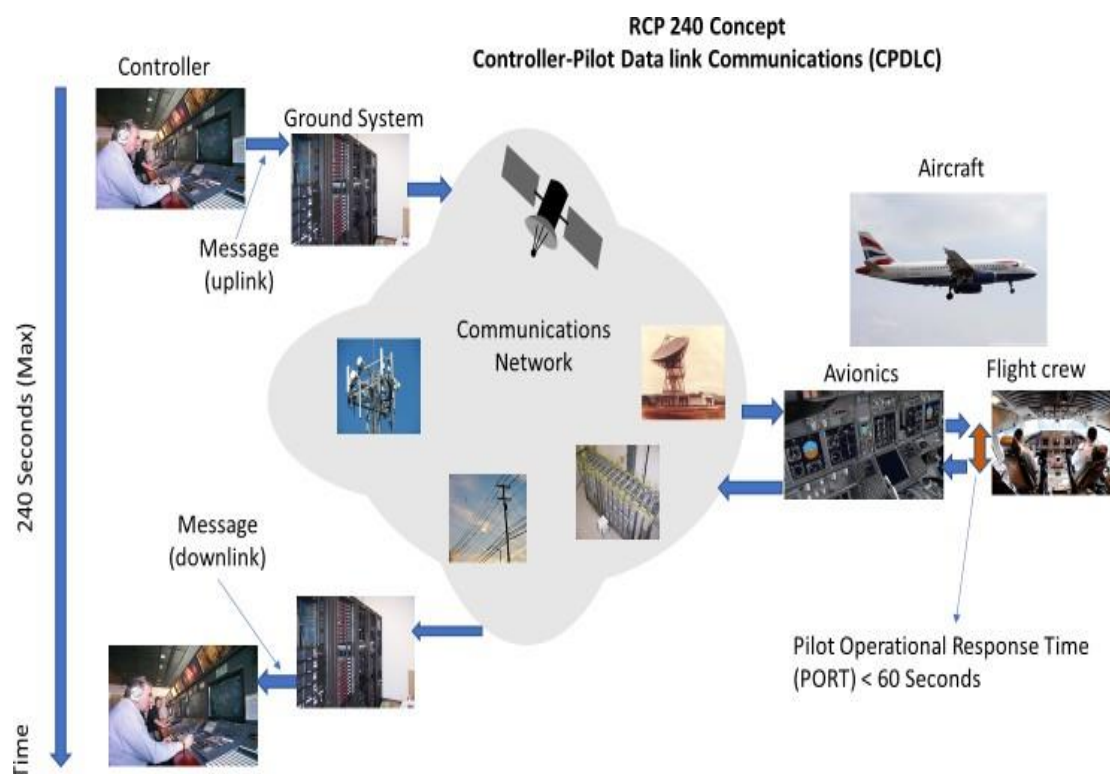 RCP 240 Concept
Controller-Pilot Data link Communications (CPDLC)
Controller
Ground System
Aircraft
Message
(uplink)
Communications
Network
Avionics
Flight crew
240 Seconds (Max)
Message
(downlink)
Pilot Operational Response Time
(PORT) < 60 Seconds
Time